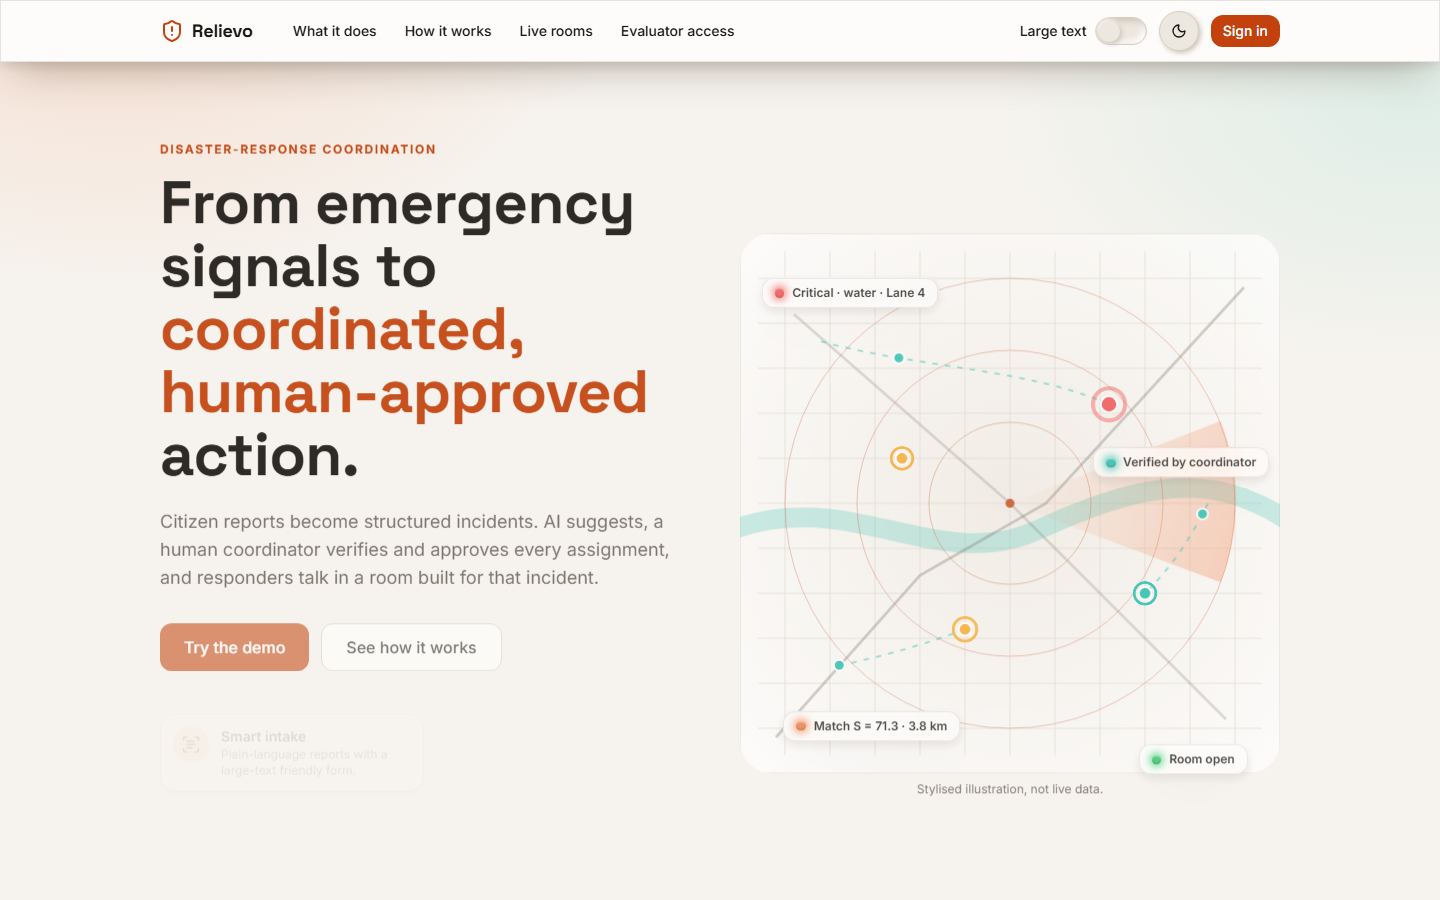 Relievo
What it does
How it works
Live rooms
Evaluator access
Large text
Sign in
DISASTER-RESPONSE COORDINATION
From emergency
signals to
coordinated,
human-approved
action.
Citizen reports become structured incidents. AI suggests, a
human coordinator verifies and approves every assignment,
and responders talk in a room built for that incident.
Try the demo
See how it works
Smart intake
Plain-language reports with a
large-text friendly form.
Critical · water · Lane 4
Verified by coordinator
Match S = 71.3 · 3.8 km
Room open
Stylised illustration, not live data.